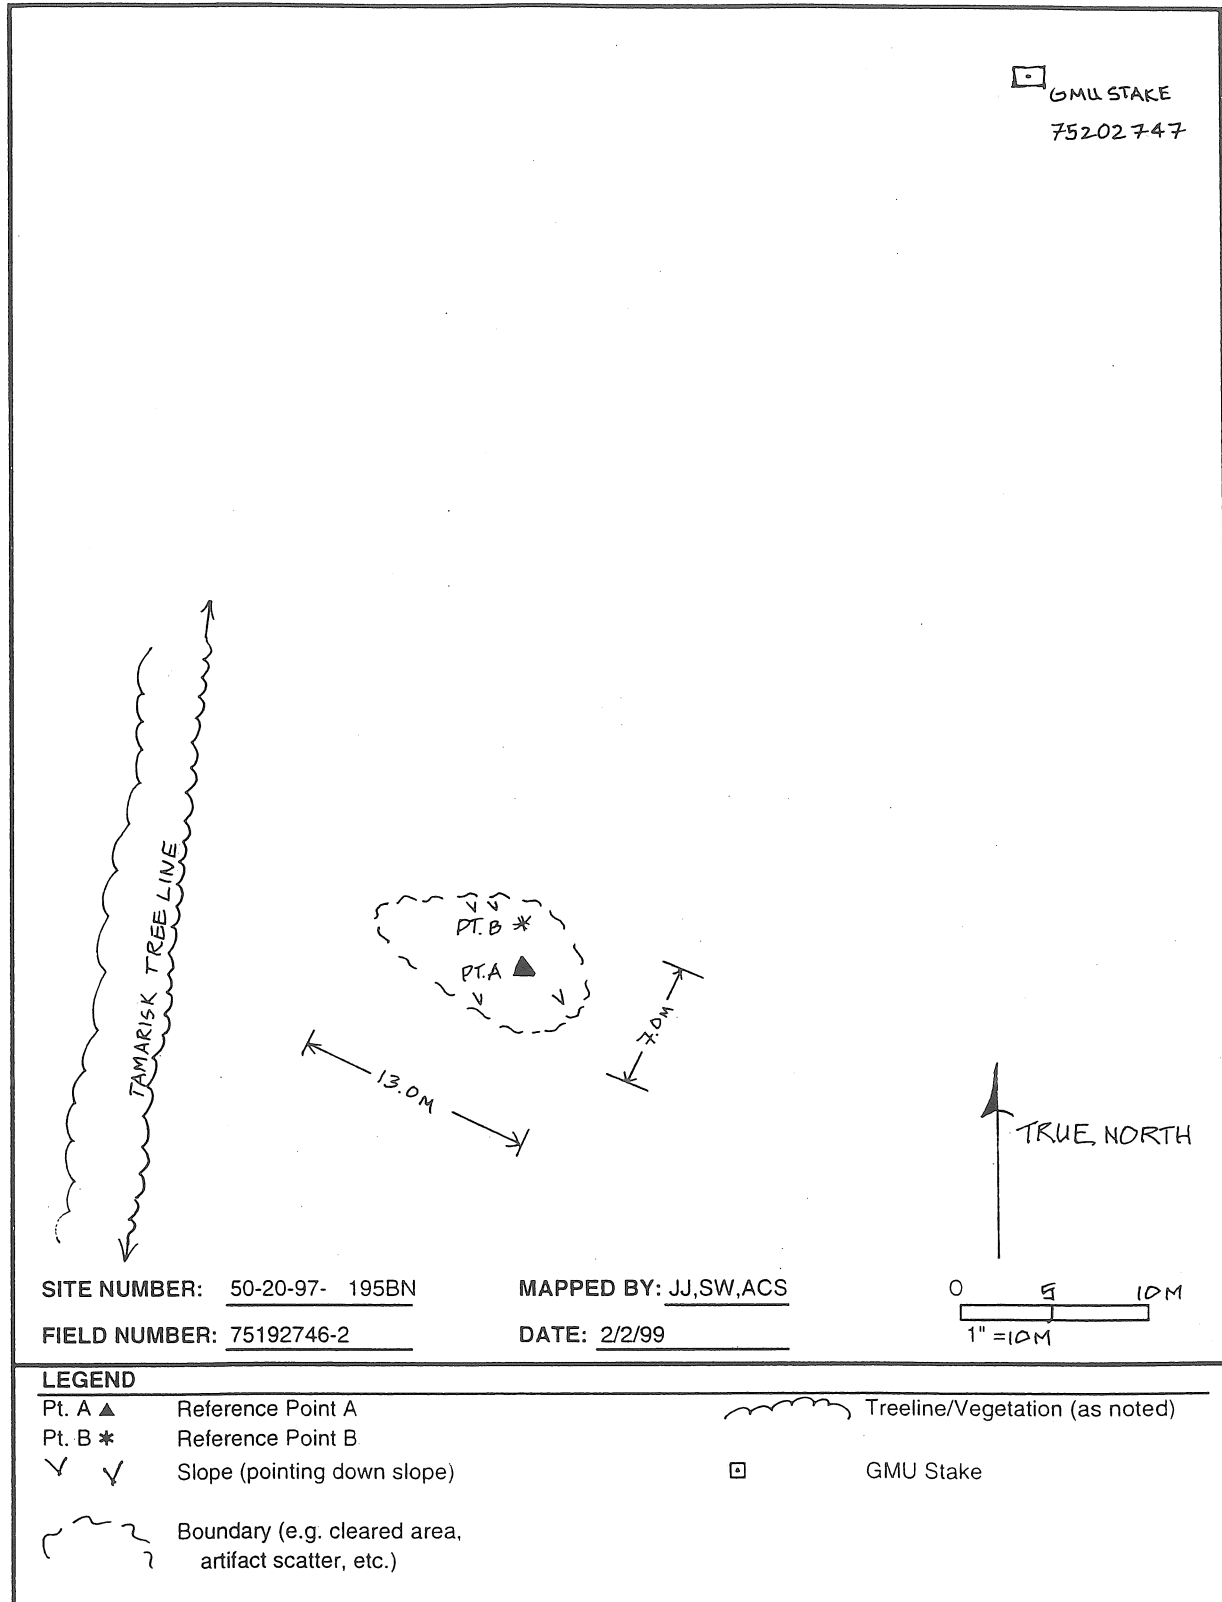 GMU STAKE
75202747
TAMARISK TREE LINE
PT. B *
PT.A
7.0M
13.0M
TRUE NORTH
SITE NUMBER: 50-20-97- 195BN
MAPPED BY: JJ,SW,ACS
0 5 10M
FIELD NUMBER: 75192746-2
DATE: 2/2/99
1" =10M
LEGEND
Pt. A ▲ Reference Point A
Treeline/Vegetation (as noted)
Pt. B * Reference Point B
Slope (pointing down slope)
GMU Stake
Boundary (e.g. cleared area,
artifact scatter, etc.)